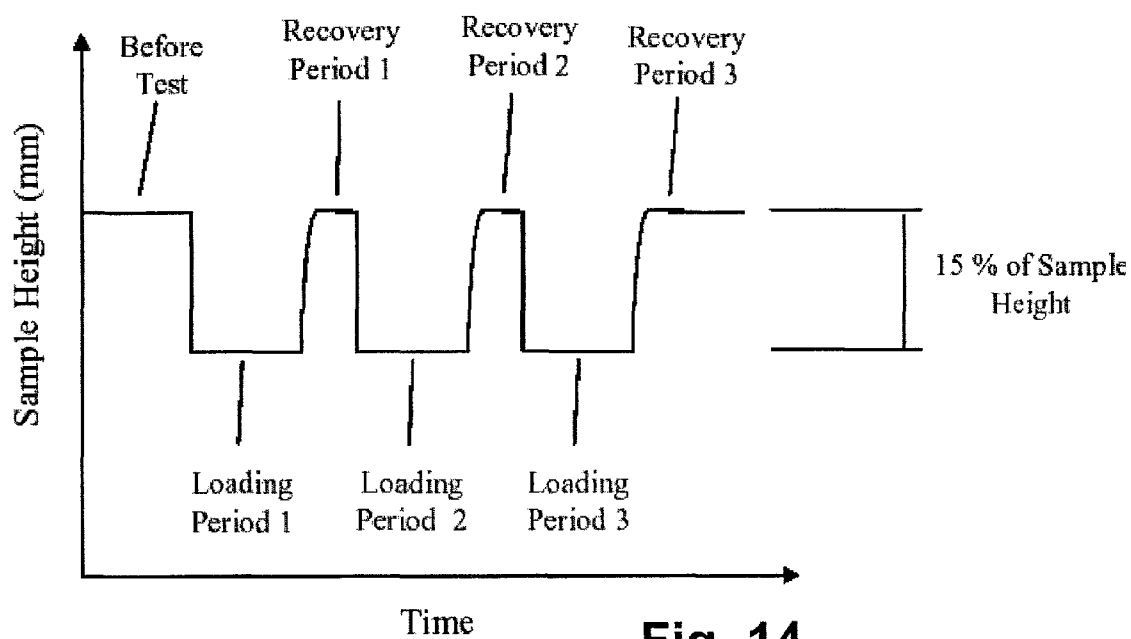 Before
Test
Recovery
Period 1
Recovery
Period 2
Recovery
Period 3
Sample Height (mm)
15 % of Sample
Height
Loading
Period 1
Loading
Period 2
Loading
Period 3
Time
Fig. 14